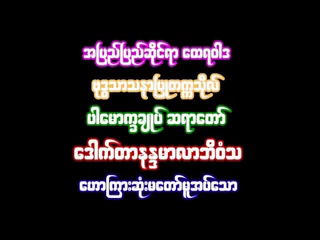 အပြည်ပြည်ဆိုင်ရာ ထေရဝါဒ
ဗုဒ္ဓသာသနာပြုတက္ကသိုလ်
ပါမောက္ခချုပ် ဆရာတော်
ဒေါက်တာနန္ဒမာလာဘိဝံသ
ဟောကြားဆုံးမတော်မူအပ်သော